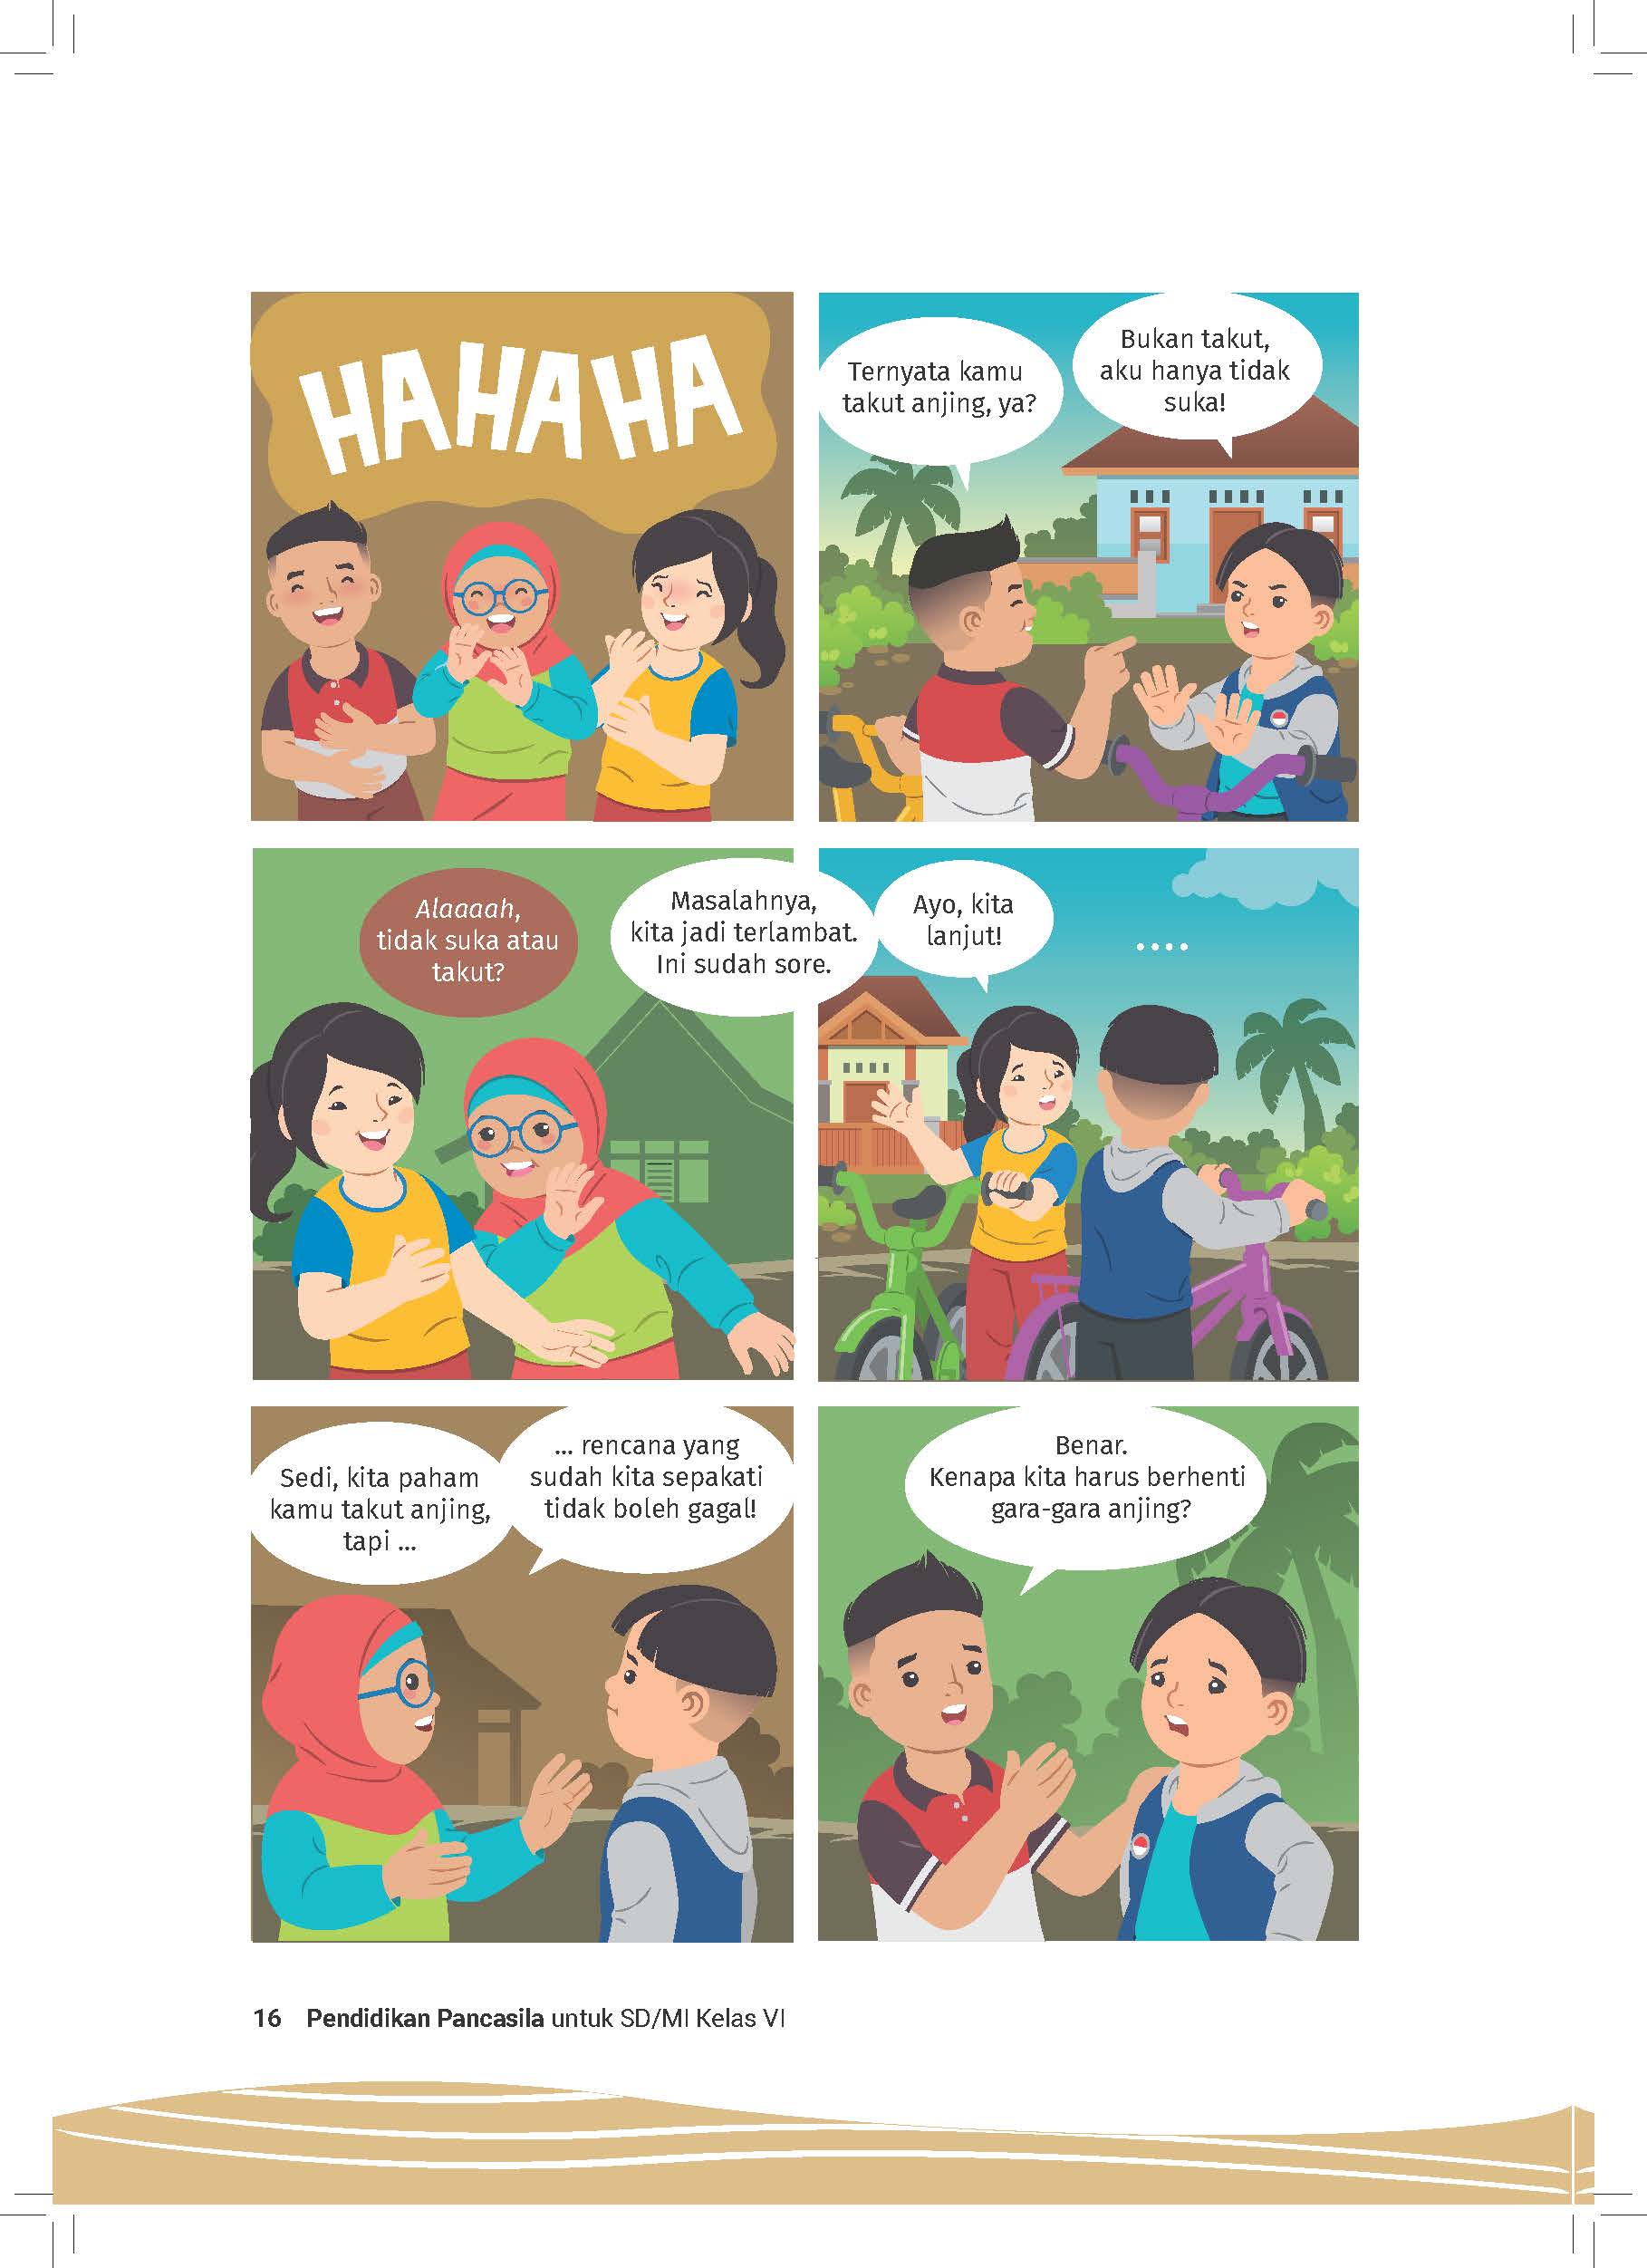 HAHAHA
Ternyata kamu
takut anjing, ya?
Bukan takut,
aku hanya tidak
suka!
Alaaaah,
tidak suka atau
takut?
Masalahnya,
kita jadi terlambat.
Ini sudah sore.
Ayo, kita
lanjut!
....
Sedi, kita paham
kamu takut anjing,
tapi ...
... rencana yang
sudah kita sepakati
tidak boleh gagal!
Benar.
Kenapa kita harus berhenti
gara-gara anjing?
16 Pendidikan Pancasila untuk SD/MI Kelas VI